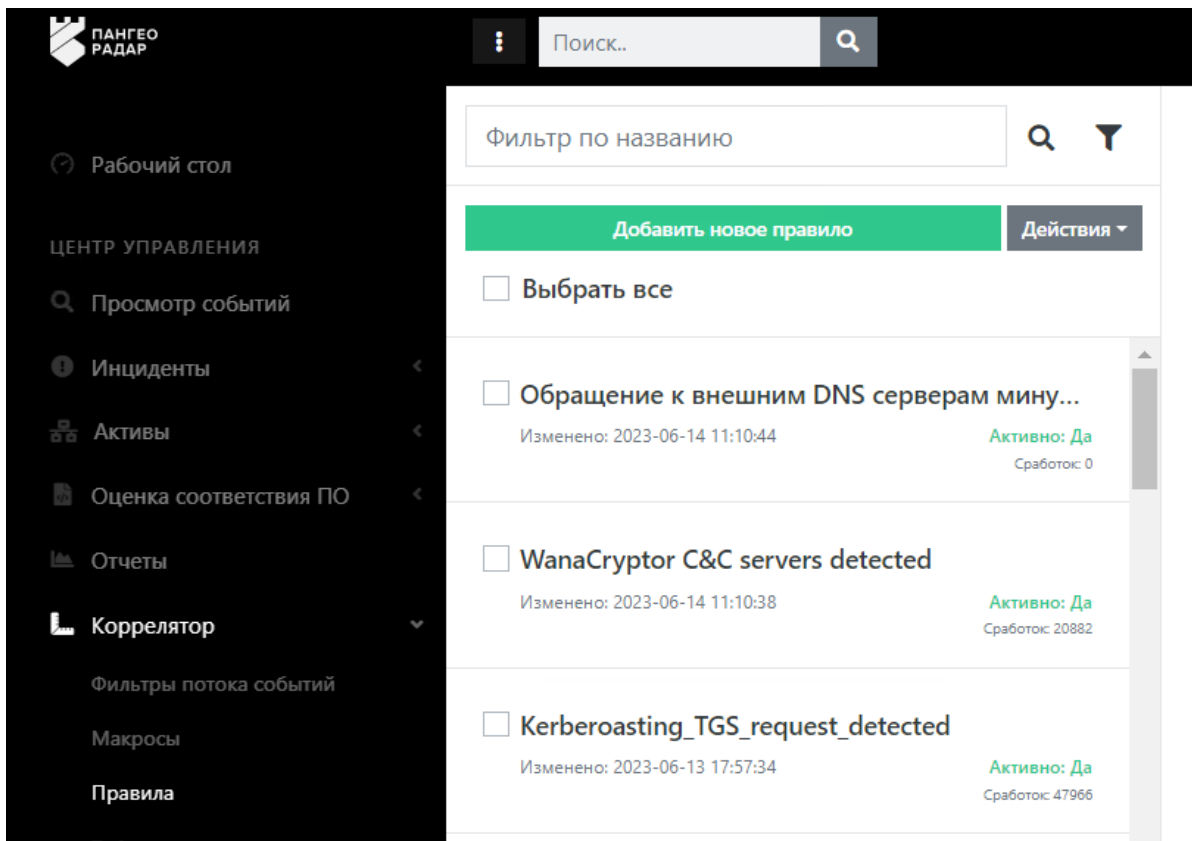 ПАНГЕО
РАДАР
Поиск..
Рабочий стол
ЦЕНТР УПРАВЛЕНИЯ
Просмотр событий
Инциденты
Активы
Оценка соответствия ПО
Отчеты
Коррелятор
Фильтры потока событий
Макросы
Правила
Фильтр по названию
Добавить новое правило
Действия
Выбрать все
Обращение к внешним DNS серверам мину...
Изменено: 2023-06-14 11:10:44
Активно: Да
Сработок: 0
WanaCryptor C&C servers detected
Изменено: 2023-06-14 11:10:38
Активно: Да
Сработок: 20882
Kerberoasting_TGS_request_detected
Изменено: 2023-06-13 17:57:34
Активно: Да
Сработок: 47966